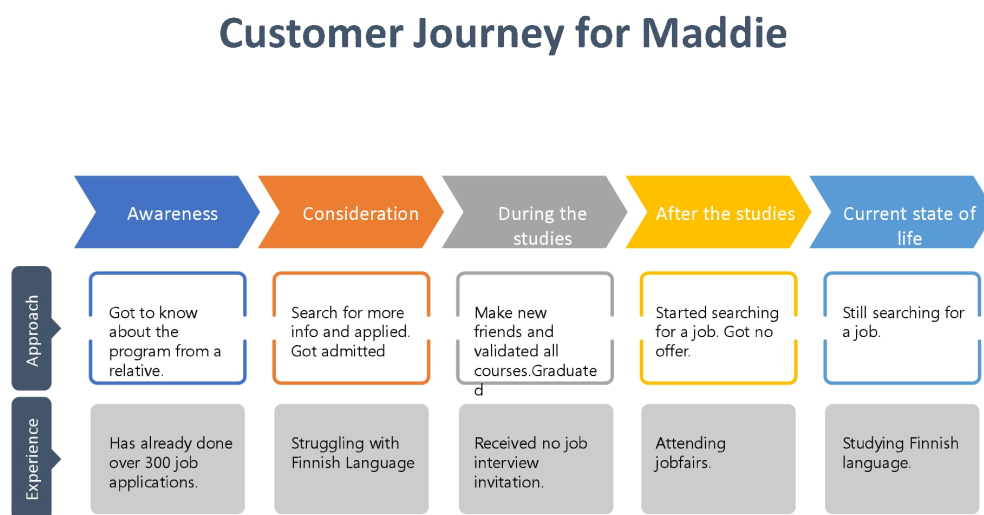 Customer Journey for Maddie
Awareness
Consideration
During the
studies
After the studies
Current state of
life
Approach
Got to know
about the
program from a
relative.
Search for more
info and applied.
Got admitted
Make new
friends and
validated all
courses.Graduate
d
Started searching
for a job. Got no
offer.
Still searching for
a job.
Experience
Has already done
over 300 job
applications.
Struggling with
Finnish Language
Received no job
interview
invitation.
Attending
jobfairs.
Studying Finnish
language.